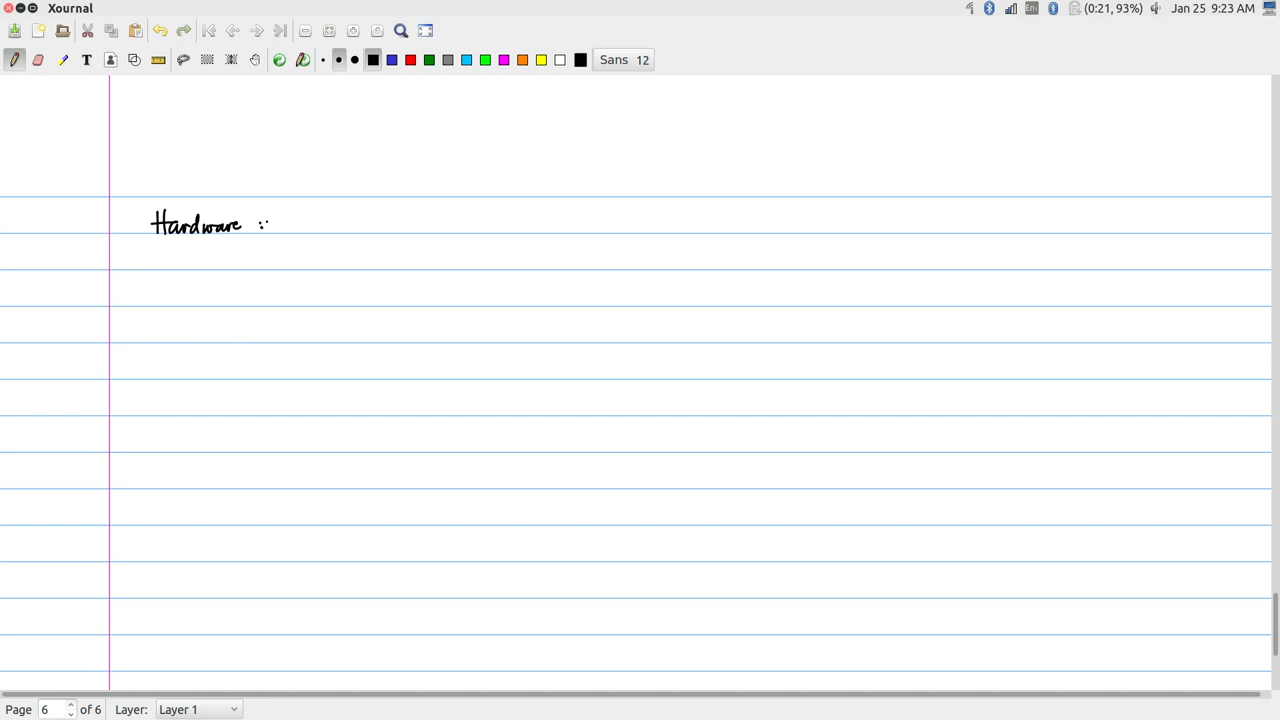 Xournal
En
(0:21, 93%)
Jan 25 9:23 AM
T
Sans 12
Hardware :
Page 6 of 6
Layer: Layer 1